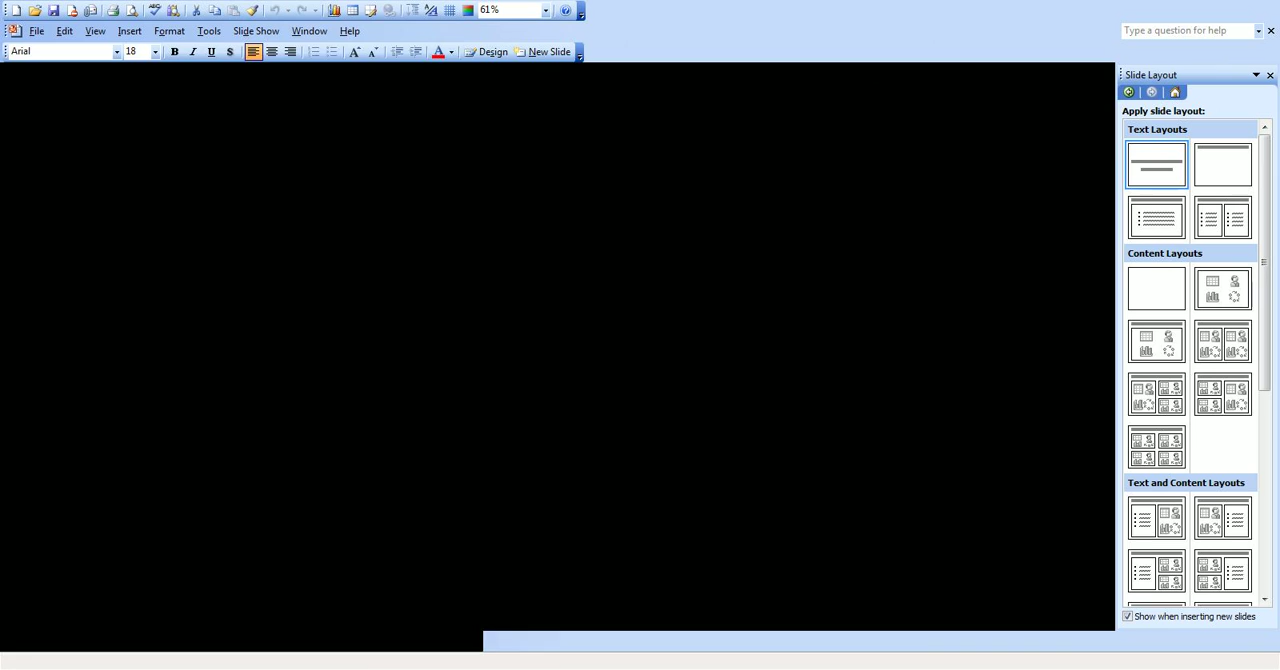 61%
File Edit View Insert Format Tools Slide Show Window Help
Type a question for help
Arial 18 B I U S A A A Design New Slide
Slide Layout
Apply slide layout:
Text Layouts
Content Layouts
Text and Content Layouts
Show when inserting new slides